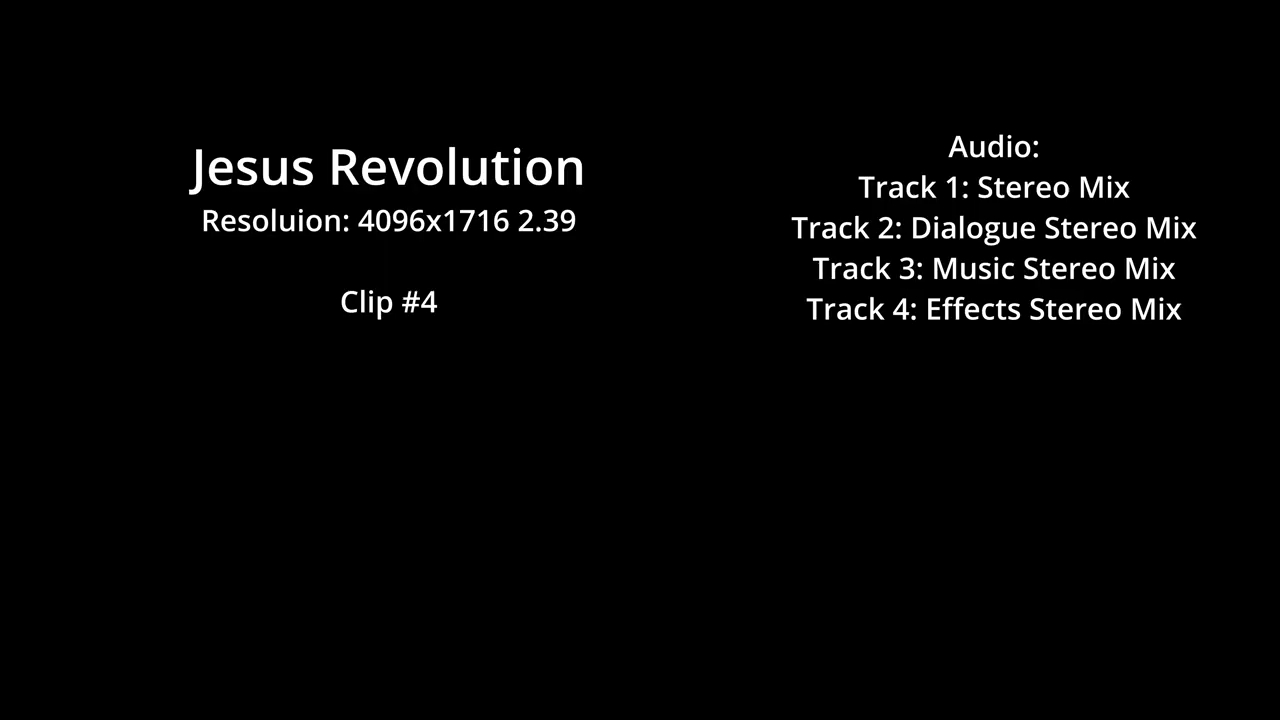 Jesus Revolution
Resoluion: 4096x1716 2.39
Clip #4
Audio:
Track 1: Stereo Mix
Track 2: Dialogue Stereo Mix
Track 3: Music Stereo Mix
Track 4: Effects Stereo Mix